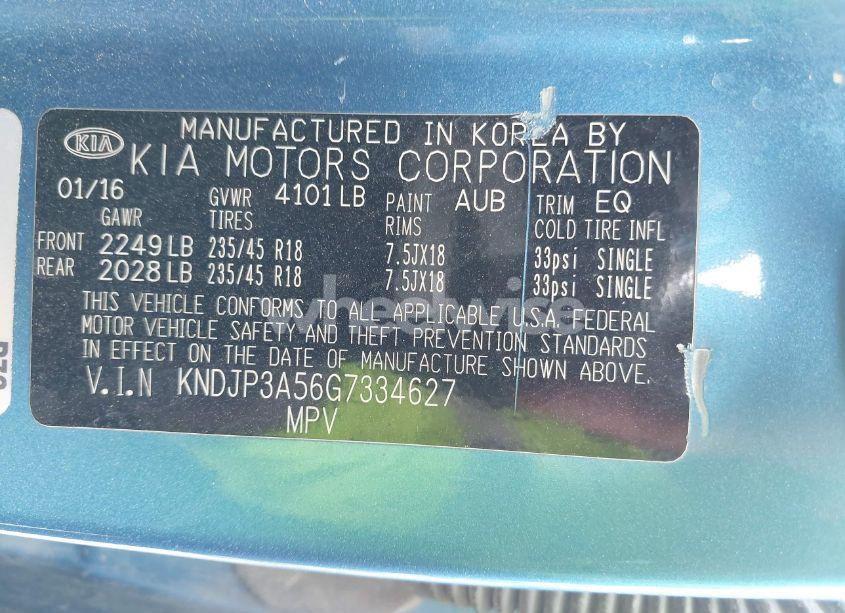 MANUFACTURED IN KOREA BY
KIA KIA MOTORS CORPORATION
01/16 GVWR 4101 LB PAINT AUB TRIM EQ
GAWR TIRES RIMS COLD TIRE INFL
FRONT 2249 LB 235/45 R18 7.5JX18 33psi SINGLE
REAR 2028 LB 235/45 R18 7.5JX18 33psi SINGLE
THIS VEHICLE CONFORMS TO ALL APPLICABLE U.S.A. FEDERAL
MOTOR VEHICLE SAFETY AND THEFT PREVENTION STANDARDS
IN EFFECT ON THE DATE OF MANUFACTURE SHOWN ABOVE.
V.I.N KNDJP3A56G7334627
MPV
wheelwise